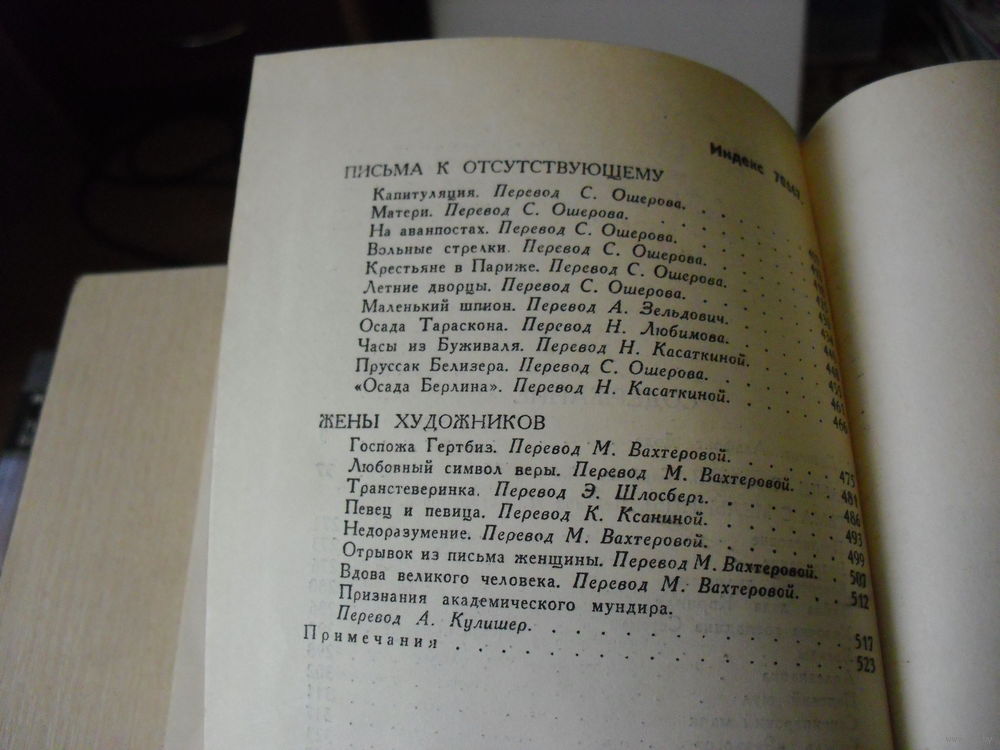 Индекс
ПИСЬМА К ОТСУТСТВУЮЩЕМУ
Капитуляция. Перевод С. Ошерова.
Матери. Перевод С. Ошерова.
На аванпостах. Перевод С. Ошерова.
Вольные стрелки. Перевод С. Ошерова.
Крестьяне в Париже. Перевод С. Ошерова.
Летние дворцы. Перевод С. Ошерова.
Маленький шпион. Перевод А. Зельдович.
Осада Тараскона. Перевод Н. Любимова.
Часы из Буживаля. Перевод Н. Касаткиной.
Пруссак Белизера. Перевод С. Ошерова.
«Осада Берлина». Перевод Н. Касаткиной. 466
ЖЕНЫ ХУДОЖНИКОВ
Госпожа Гертбиз. Перевод М. Вахтеровой. 475
Любовный символ веры. Перевод М. Вахтеровой. 481
Транстеверинка. Перевод Э. Шлосберг. 486
Певец и певица. Перевод К. Ксаниной. 493
Недоразумение. Перевод М. Вахтеровой. 499
Отрывок из письма женщины. Перевод М. Вахтеровой. 507
Вдова великого человека. Перевод М. Вахтеровой. 512
Признания академического мундира.
Перевод А. Кулишер. 517
Примечания 523